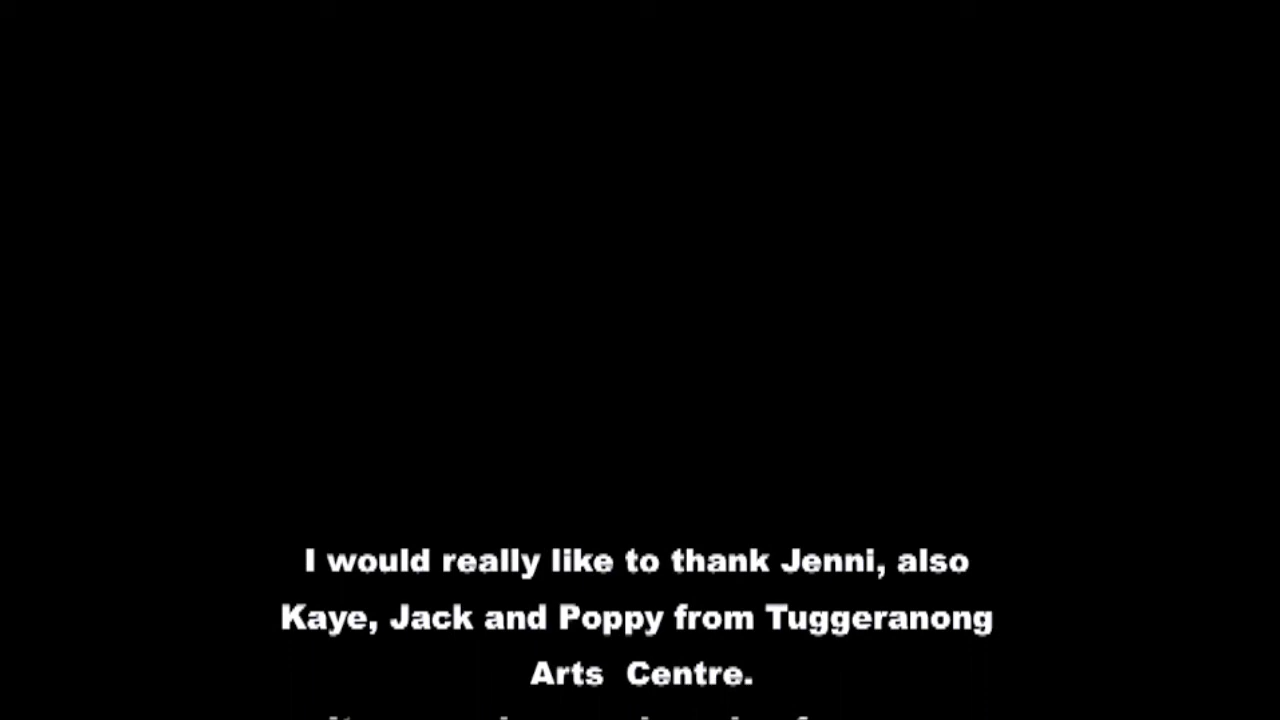 I would really like to thank Jenni, also
Kaye, Jack and Poppy from Tuggeranong
Arts  Centre.